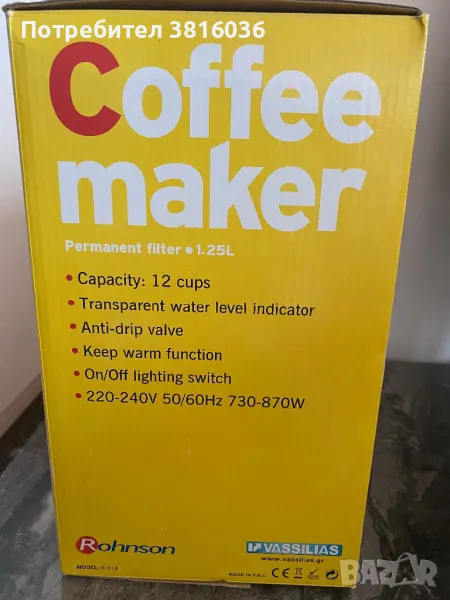 Потребител 3816036
Coffee
maker
Permanent filter • 1.25L
• Capacity: 12 cups
• Transparent water level indicator
• Anti-drip valve
• Keep warm function
• On/Off lighting switch
• 220-240V 50/60Hz 730-870W
Rohnson
VASSILIAS
www.vassilias.gr
MADE IN P.R.C.
CE
bazar